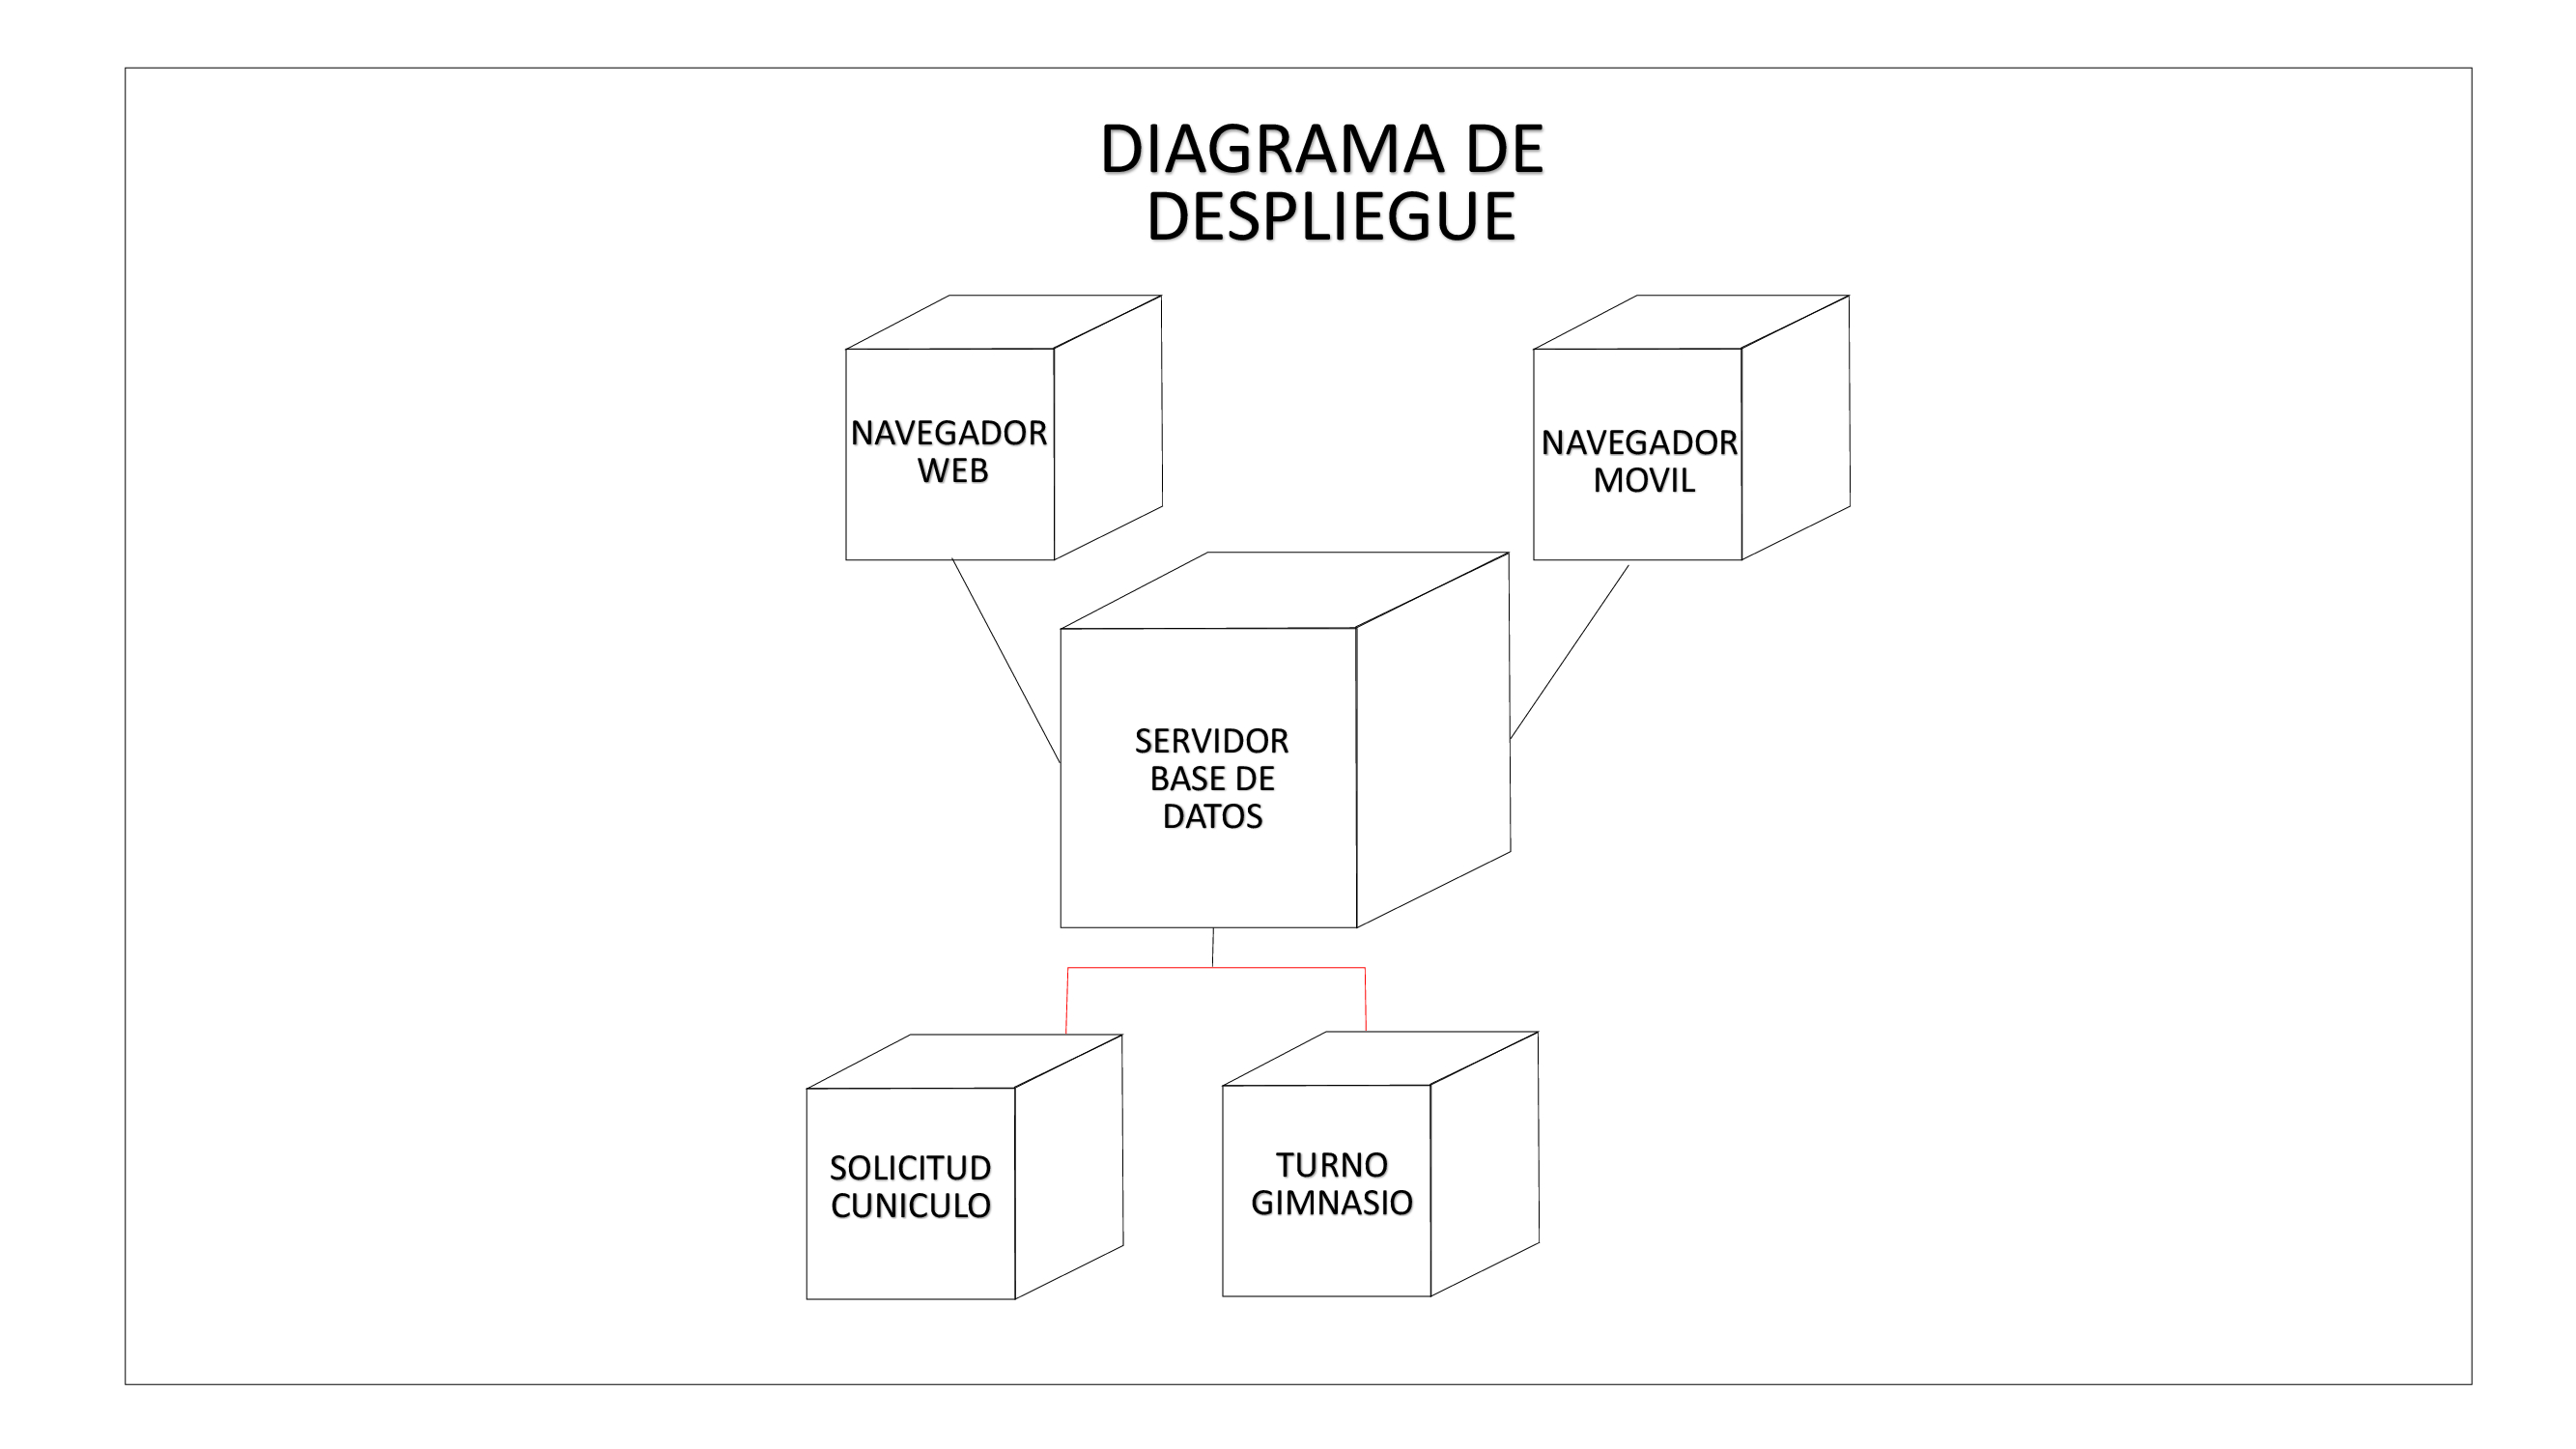 DIAGRAMA DE
DESPLIEGUE
NAVEGADOR
WEB
NAVEGADOR
MOVIL
SERVIDOR
BASE DE
DATOS
SOLICITUD
CUNICULO
TURNO
GIMNASIO